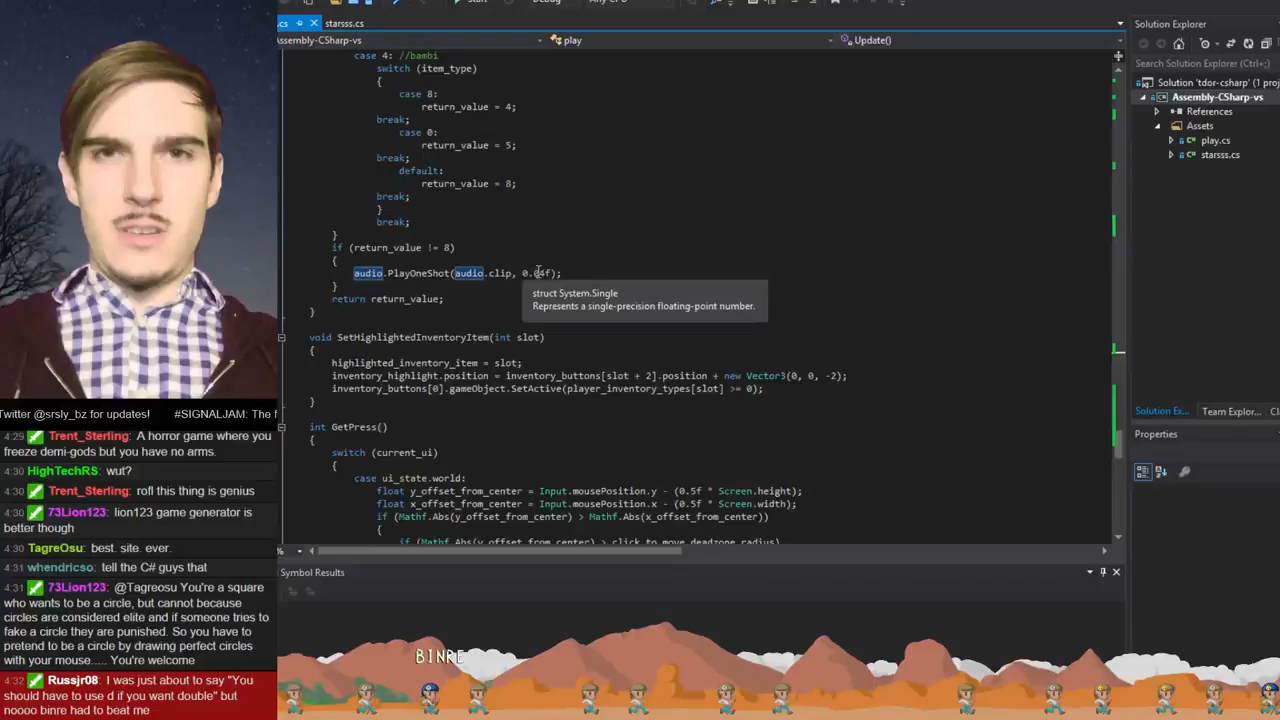 Start
Debug
Any CPU
.cs
starsss.cs
Assembly-CSharp-vs
play
Update()
case 4: //bambi
switch (item_type)
{
case 8:
return_value = 4;
break;
case 0:
return_value = 5;
break;
default:
return_value = 8;
break;
}
break;
}
if (return_value != 8)
{
audio.PlayOneShot(audio.clip, 0.04f);
}
return return_value;
}
struct System.Single
Represents a single-precision floating-point number.
void SetHighlightedInventoryItem(int slot)
{
highlighted_inventory_item = slot;
inventory_highlight.position = inventory_buttons[slot + 2].position + new Vector3(0, 0, -2);
inventory_buttons[0].gameObject.SetActive(player_inventory_types[slot] >= 0);
}
int GetPress()
{
switch (current_ui)
{
case ui_state.world:
float y_offset_from_center = Input.mousePosition.y - (0.5f * Screen.height);
float x_offset_from_center = Input.mousePosition.x - (0.5f * Screen.width);
if (Mathf.Abs(y_offset_from_center) > Mathf.Abs(x_offset_from_center))
{
if (Mathf.Abs(y_offset_from_center) > click_to_move_deadzone_radius)
%
Symbol Results
Solution Explorer
Search Solution Explorer (Ctrl+;)
Solution 'tdor-csharp' (1 proj
Assembly-CSharp-vs
References
Assets
play.cs
starsss.cs
Solution Ex...
Team Explor...
Properties
Twitter @srsly_bz for updates!
#SIGNALJAM: The f
4:29 Trent_Sterling: A horror game where you
freeze demi-gods but you have no arms.
4:30 HighTechRS: wut?
4:30 Trent_Sterling: rofl this thing is genius
4:30 73Lion123: lion123 game generator is
better though
4:30 TagreOsu: best. site. ever.
4:31 whendricso: tell the C# guys that
4:31 73Lion123: @Tagreosu You're a square
who wants to be a circle, but cannot because
circles are considered elite and if someone tries to
fake a circle they are punished. So you have to
pretend to be a circle by drawing perfect circles
with your mouse..... You're welcome
4:32 Russjr08: I was just about to say "You
should have to use d if you want double" but
noooo binre had to beat me
BINRE